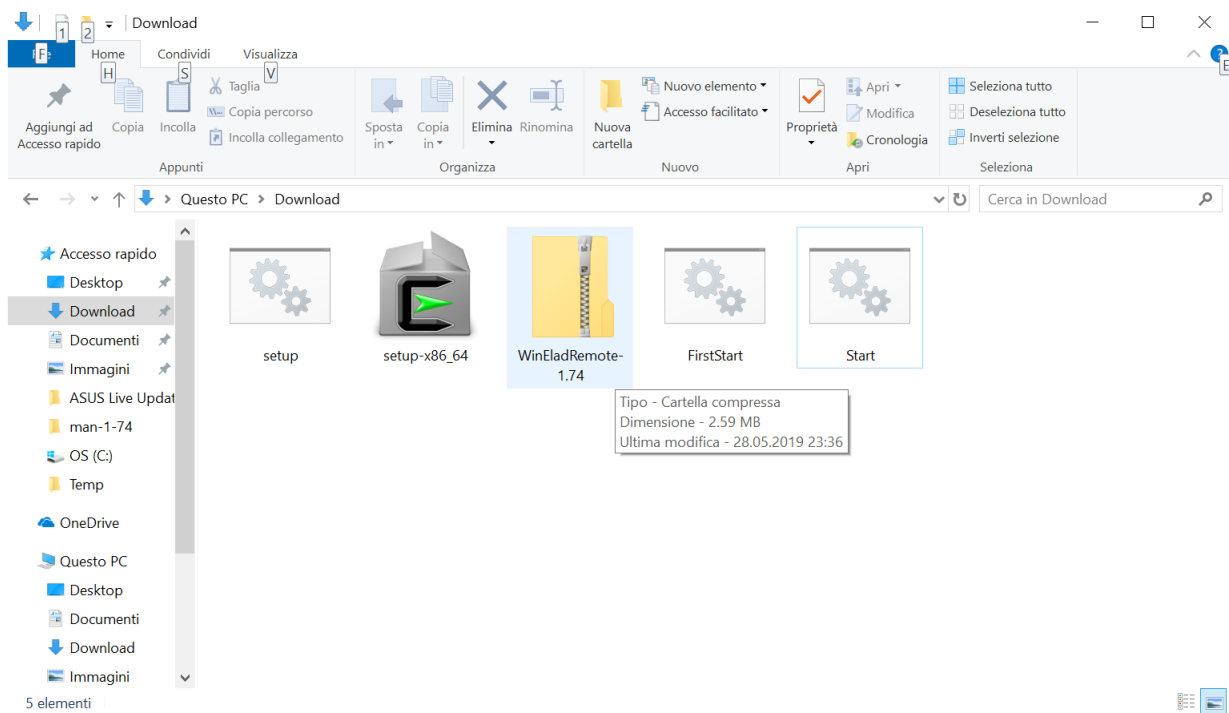 Download
1
2
F
Home
Condividi
Visualizza
H
S
V
E
Aggiungi ad
Accesso rapido
Copia
Incolla
Taglia
Copia percorso
Incolla collegamento
Appunti
Sposta
in
Copia
in
Elimina
Rinomina
Organizza
Nuova
cartella
Nuovo elemento
Accesso facilitato
Nuovo
Proprietà
Apri
Modifica
Cronologia
Apri
Seleziona tutto
Deseleziona tutto
Inverti selezione
Seleziona
Questo PC > Download
Cerca in Download
Accesso rapido
Desktop
Download
Documenti
Immagini
ASUS Live Updat
man-1-74
OS (C:)
Temp
OneDrive
Questo PC
Desktop
Documenti
Download
Immagini
setup
setup-x86_64
WinEladRemote-
1.74
FirstStart
Start
Tipo - Cartella compressa
Dimensione - 2.59 MB
Ultima modifica - 28.05.2019 23:36
5 elementi